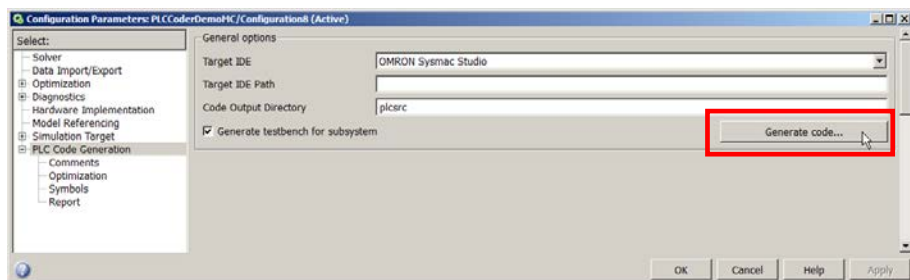 Configuration Parameters: PLCCoderDemoMC/Configuration8 (Active)
Select:
Solver
Data Import/Export
Optimization
Diagnostics
Hardware Implementation
Model Referencing
Simulation Target
PLC Code Generation
Comments
Optimization
Symbols
Report
General options
Target IDE
OMRON Sysmac Studio
Target IDE Path
Code Output Directory
plcsrc
Generate testbench for subsystem
Generate code...
OK
Cancel
Help
Apply